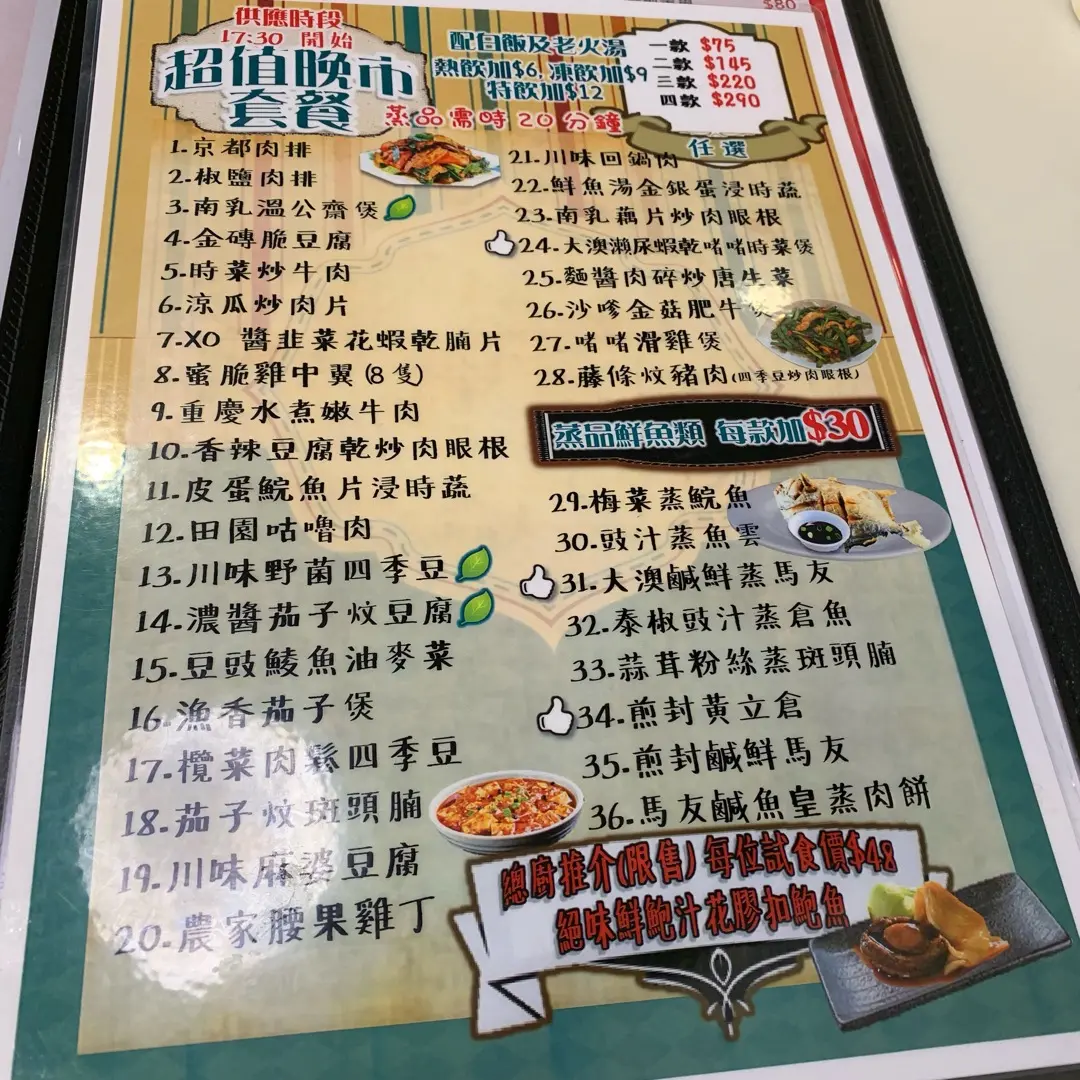 $80
供應時段
17:30 開始
超值晚市
套餐
配白飯及老火湯
熱飲加$6, 凍飲加$9
特飲加$12
蒸品需時20分鐘
一款 $75
二款 $145
三款 $220
四款 $290
任選
1.京都肉排
2.椒鹽肉排
3.南乳溫公齋煲
4.金磚脆豆腐
5.時菜炒牛肉
6.涼瓜炒肉片
7.XO 醬韭菜花蝦乾腩片
8.蜜脆雞中翼(8隻)
9.重慶水煮嫩牛肉
10.香辣豆腐乾炒肉眼根
11.皮蛋鯇魚片浸時蔬
12.田園咕嚕肉
13.川味野菌四季豆
14.濃醬茄子炆豆腐
15.豆豉鯪魚油麥菜
16.漁香茄子煲
17.欖菜肉鬆四季豆
18.茄子炆斑頭腩
19.川味麻婆豆腐
20.農家腰果雞丁
21.川味回鍋肉
22.鮮魚湯金銀蛋浸時蔬
23.南乳藕片炒肉眼根
24.大澳瀨尿蝦乾啫啫時菜煲
25.麵醬肉碎炒唐生菜
26.沙嗲金菇肥牛
27.啫啫滑雞煲
28.藤條炆豬肉(四季豆炒肉眼根)
蒸品鮮魚類 每款加$30
29.梅菜蒸鯇魚
30.豉汁蒸魚雲
31.大澳鹹鮮蒸馬友
32.泰椒豉汁蒸倉魚
33.蒜茸粉絲蒸斑頭腩
34.煎封黃立倉
35.煎封鹹鮮馬友
36.馬友鹹魚皇蒸肉餅
總廚推介(限售) 每位試食價$48
絕味鮮鮑汁花膠扣鮑魚